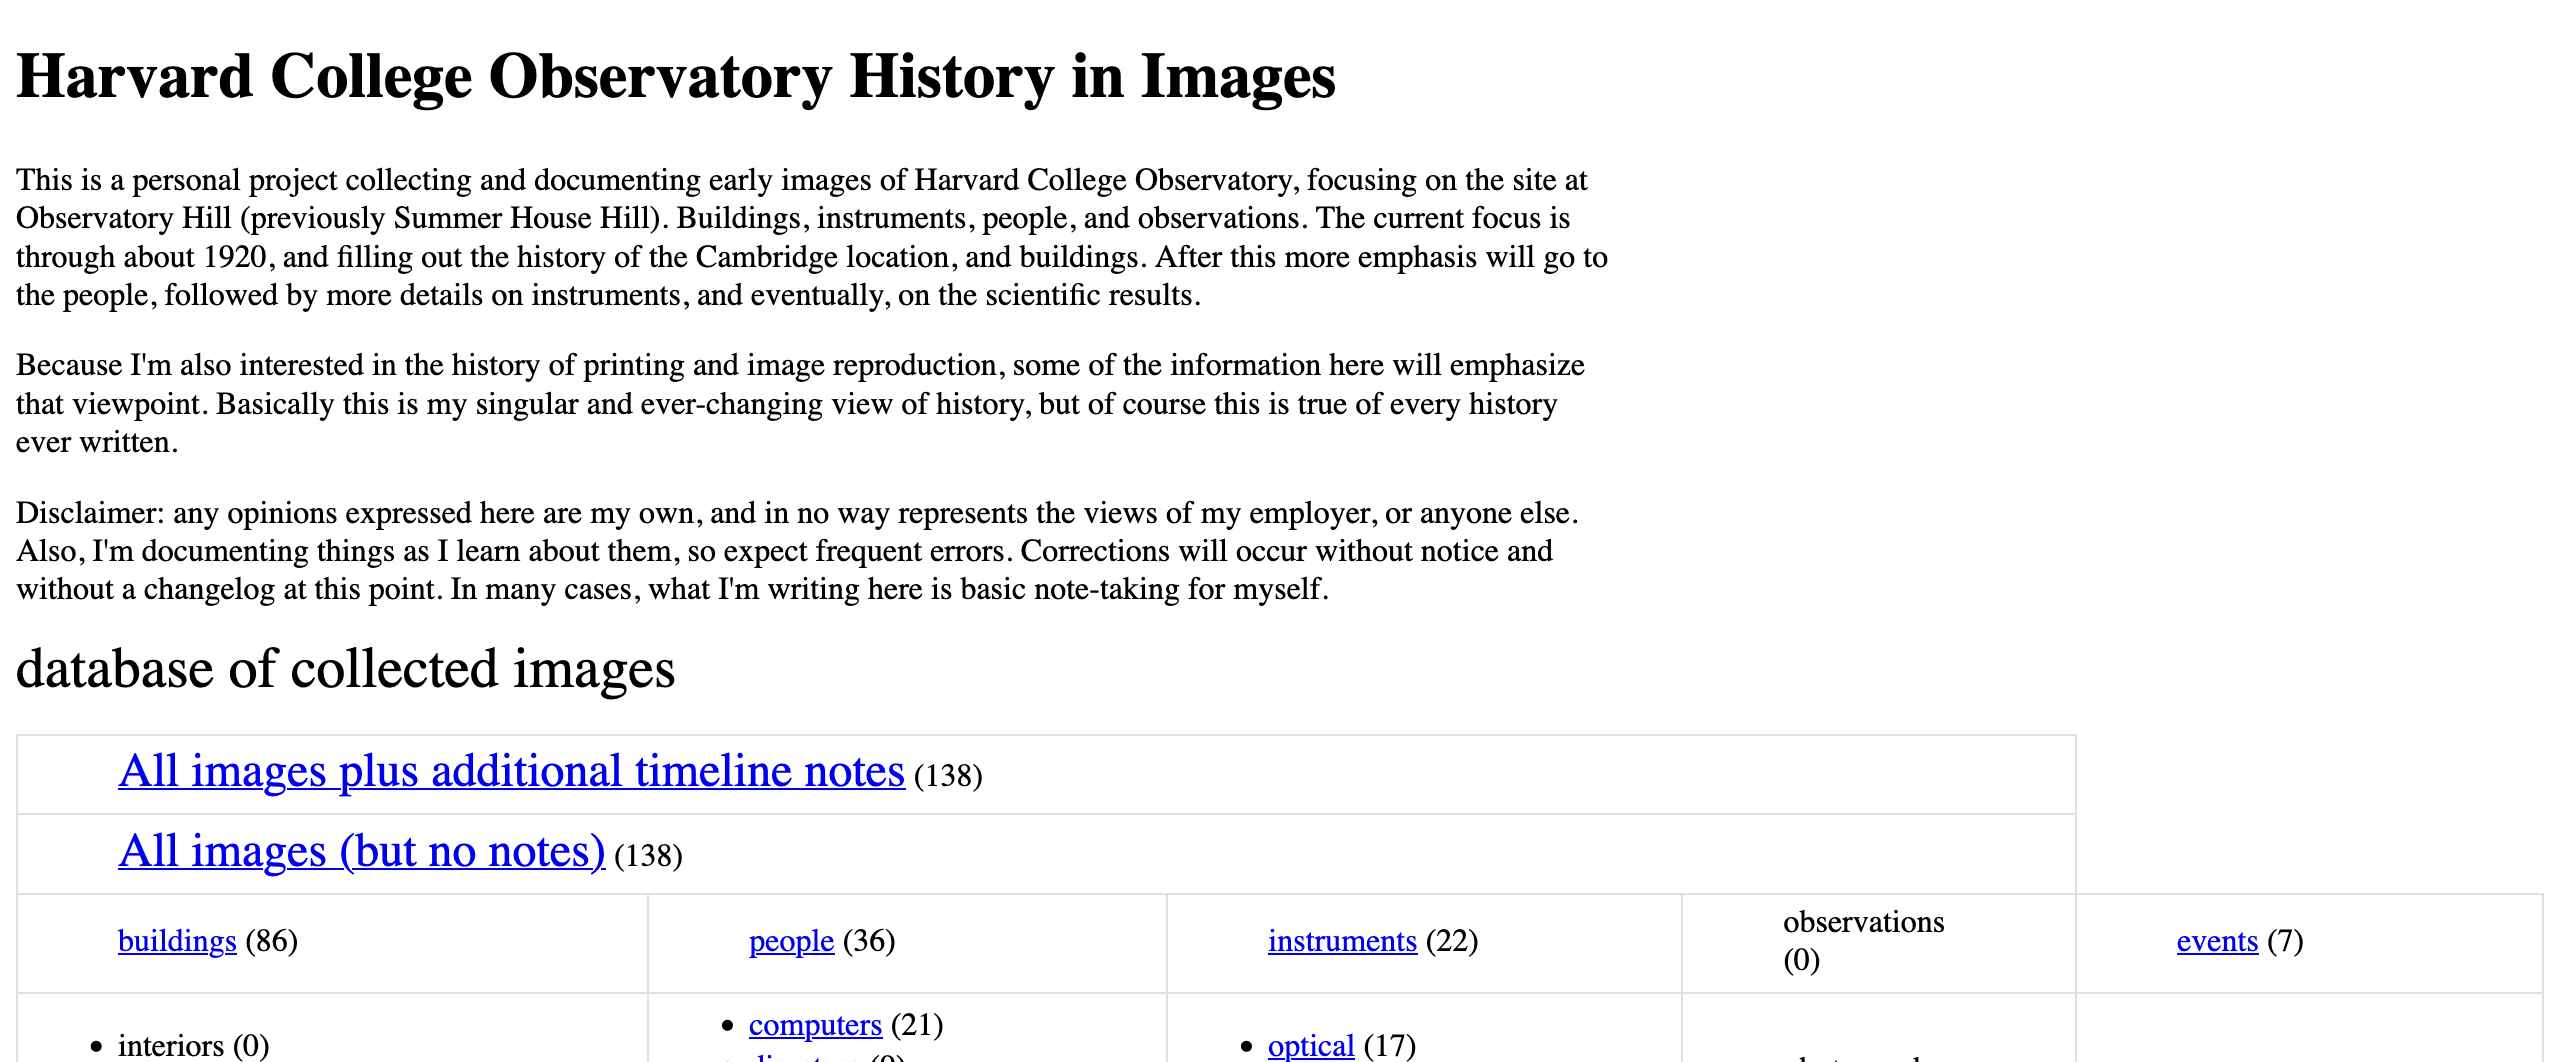 Harvard College Observatory History in Images
This is a personal project collecting and documenting early images of Harvard College Observatory, focusing on the site at
Observatory Hill (previously Summer House Hill). Buildings, instruments, people, and observations. The current focus is
through about 1920, and filling out the history of the Cambridge location, and buildings. After this more emphasis will go to
the people, followed by more details on instruments, and eventually, on the scientific results.
Because I'm also interested in the history of printing and image reproduction, some of the information here will emphasize
that viewpoint. Basically this is my singular and ever-changing view of history, but of course this is true of every history
ever written.
Disclaimer: any opinions expressed here are my own, and in no way represents the views of my employer, or anyone else.
Also, I'm documenting things as I learn about them, so expect frequent errors. Corrections will occur without notice and
without a changelog at this point. In many cases, what I'm writing here is basic note-taking for myself.
database of collected images
All images plus additional timeline notes (138)
All images (but no notes) (138)
buildings (86)
people (36)
instruments (22)
observations
(0)
events (7)
• interiors (0)
• computers (21)
• optical (17)